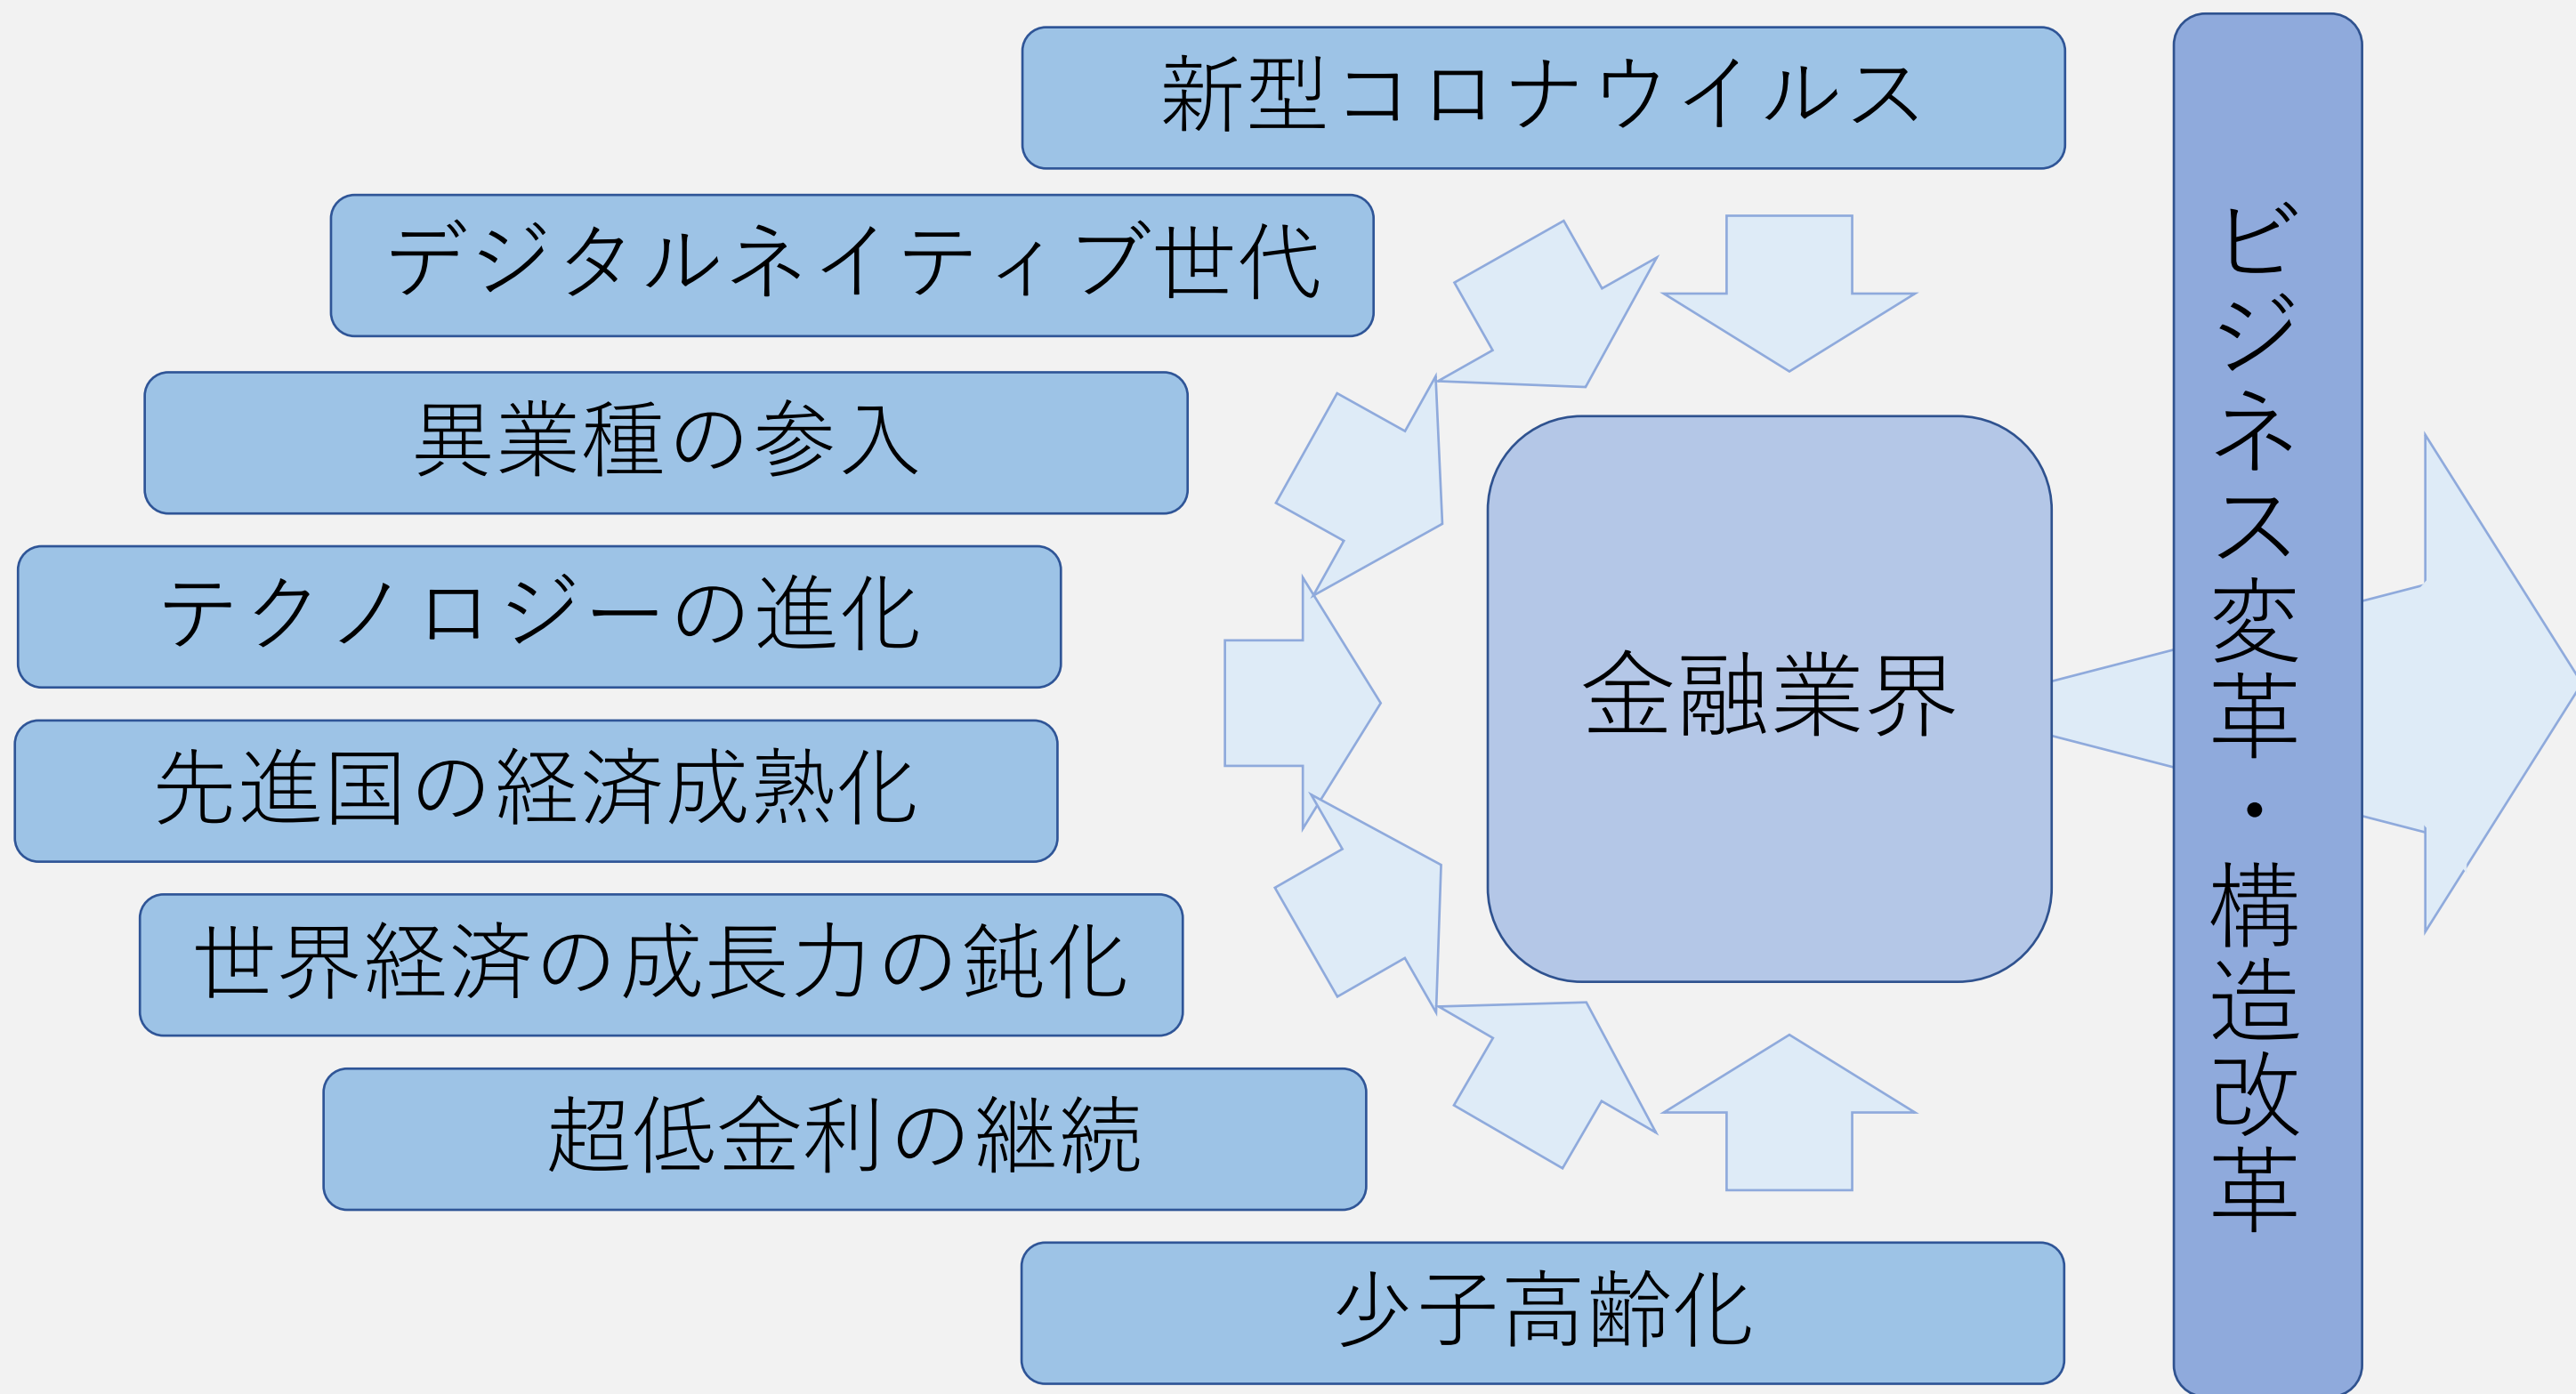 新型コロナウイルス
デジタルネイティブ世代
異業種の参入
テクノロジーの進化
先進国の経済成熟化
世界経済の成長力の鈍化
超低金利の継続
少子高齢化
金融業界
ビジネス変革・構造改革